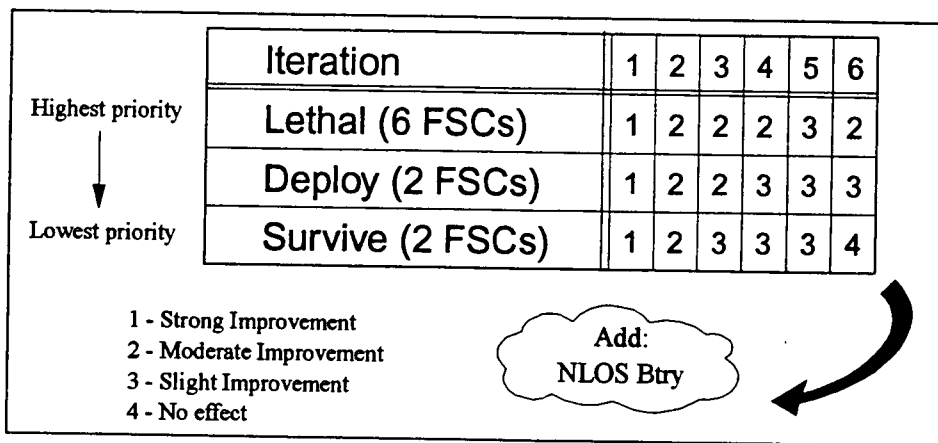 Iteration 1 2 3 4 5 6
Highest priority
Lethal (6 FSCs) 1 2 2 2 3 2
Deploy (2 FSCs) 1 2 2 3 3 3
Lowest priority
Survive (2 FSCs) 1 2 3 3 3 4
1 - Strong Improvement
2 - Moderate Improvement
3 - Slight Improvement
4 - No effect
Add:
NLOS Btry